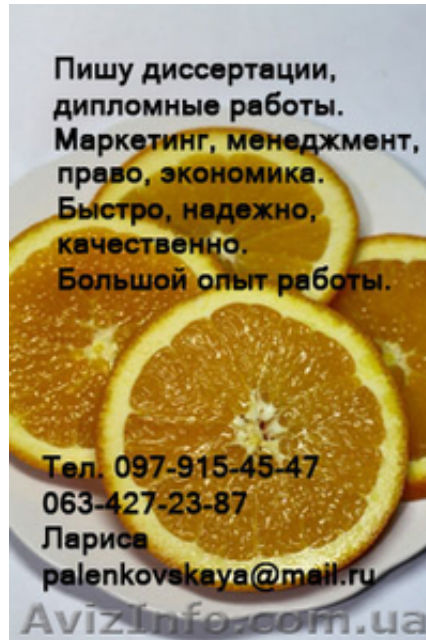 Пишу диссертации,
дипломные работы.
Маркетинг, менеджмент,
право, экономика.
Быстро, надежно,
качественно.
Большой опыт работы.
Тел. 097-915-45-47
063-427-23-87
Лариса
palenkovskaya@mail.ru
AvizInfo.com.ua